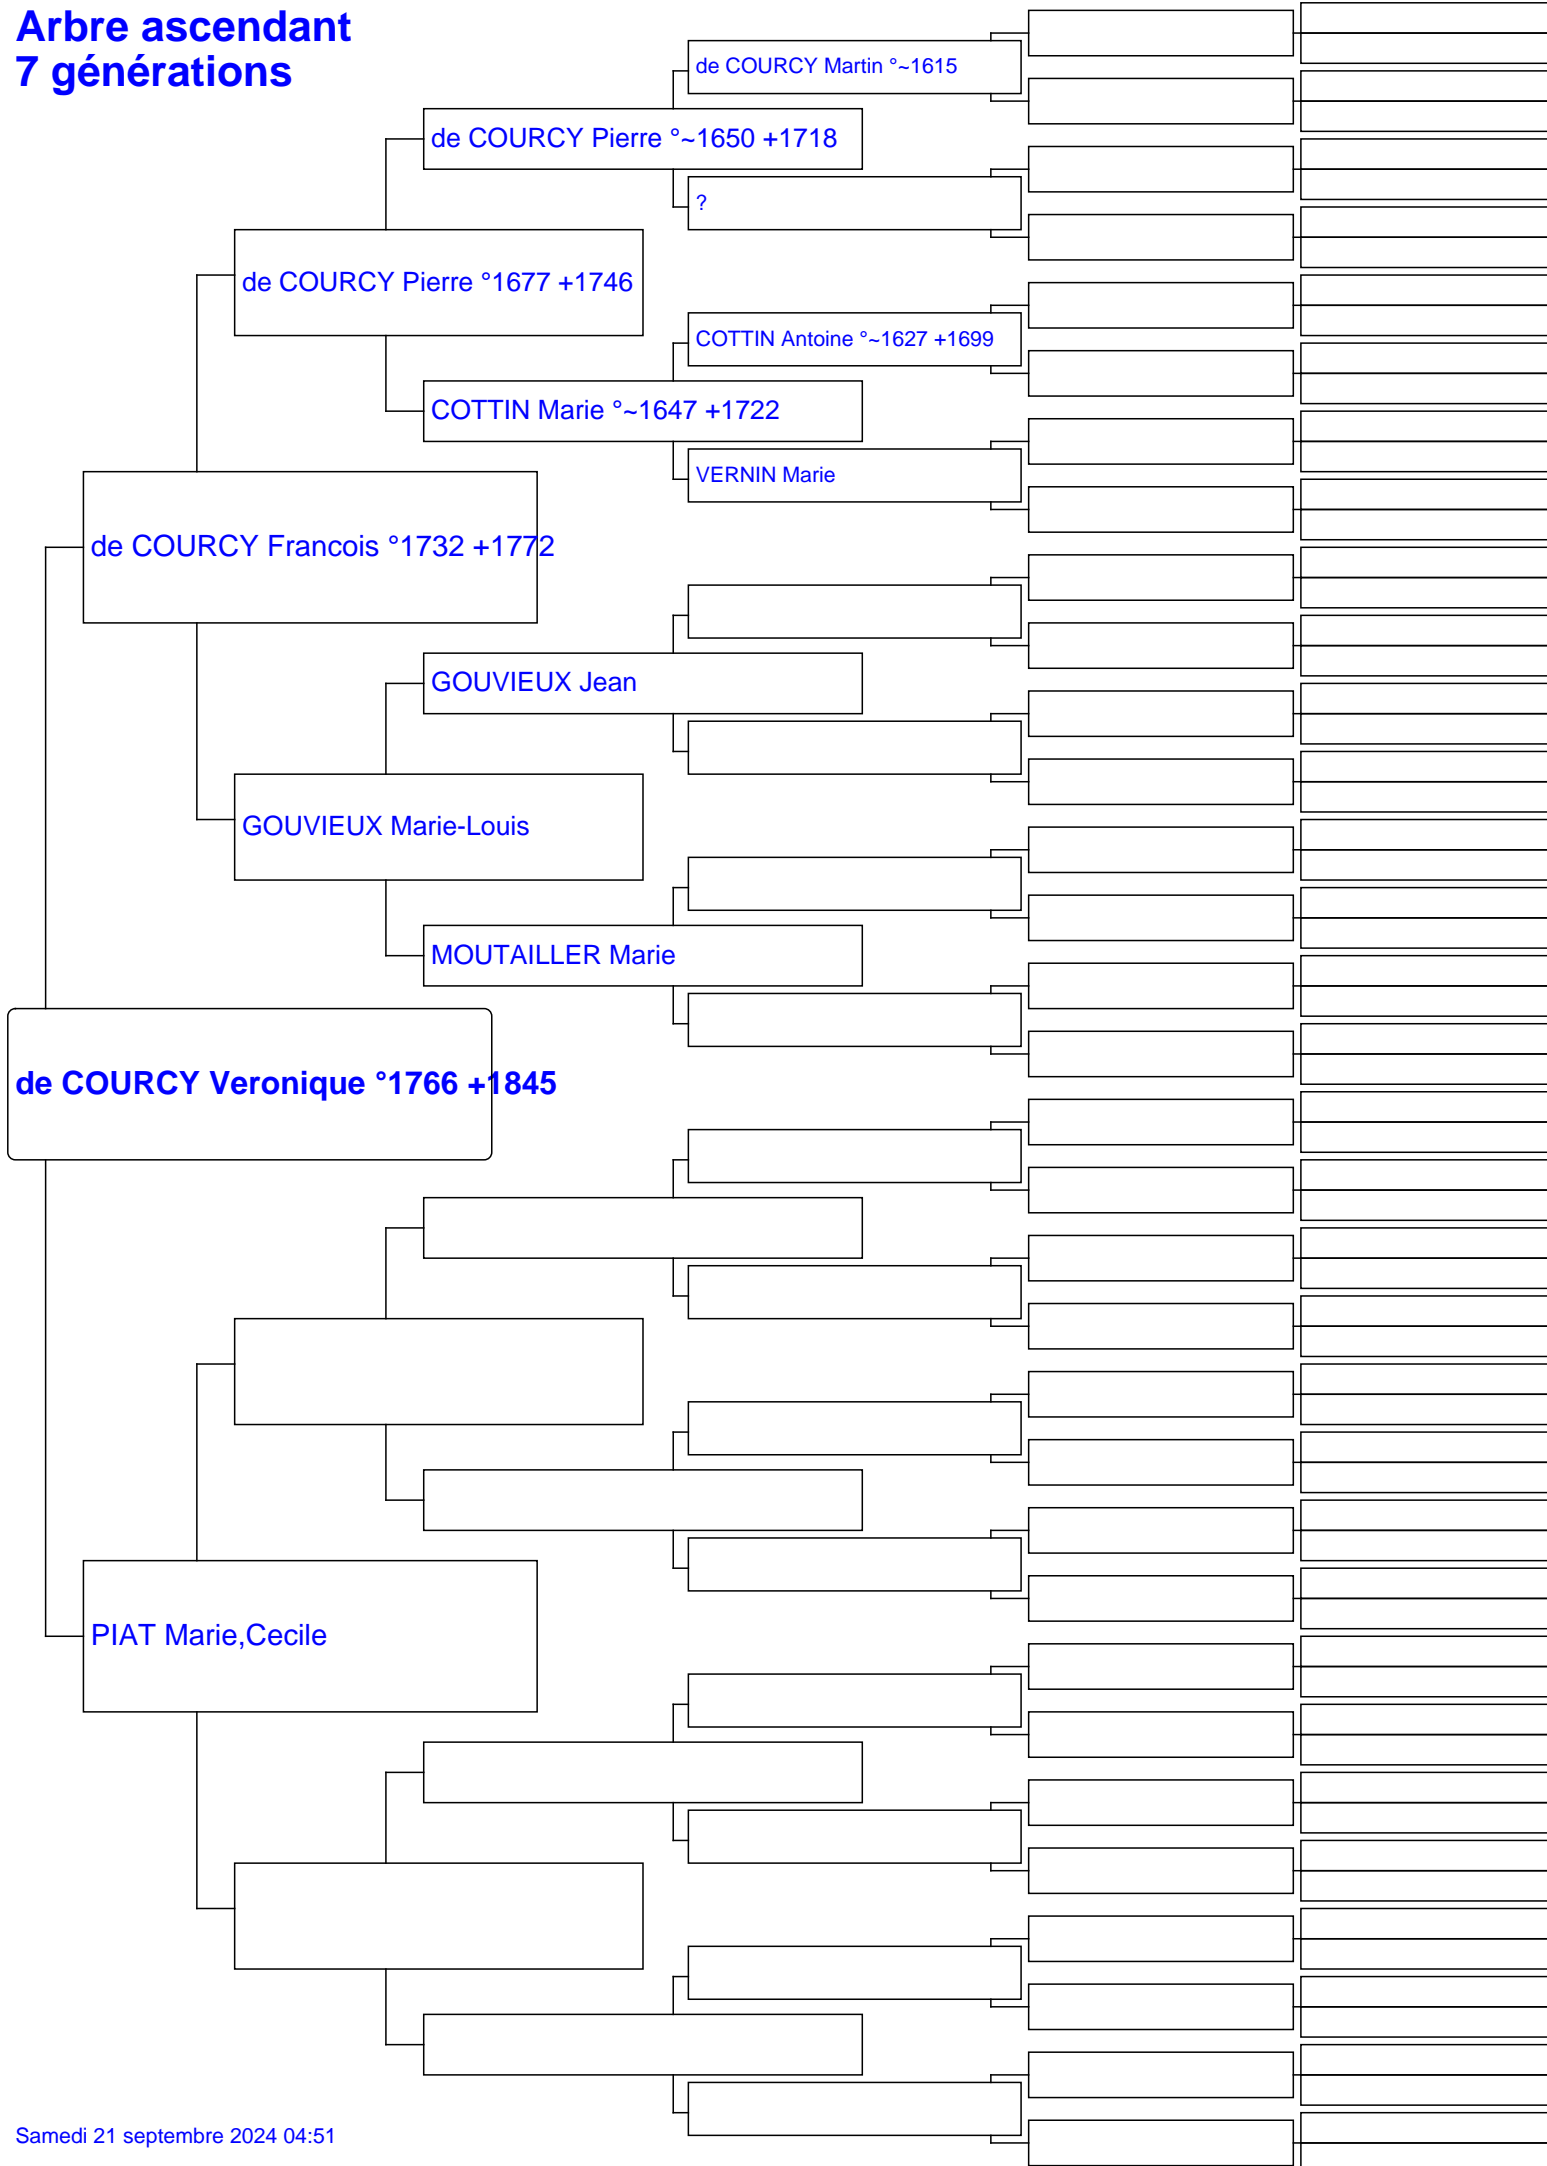 Arbre ascendant
7 générations
de COURCY Martin °~1615
de COURCY Pierre °~1650 +1718
?
de COURCY Pierre °1677 +1746
COTTIN Antoine °~1627 +1699
COTTIN Marie °~1647 +1722
VERNIN Marie
de COURCY Francois °1732 +1772
GOUVIEUX Jean
GOUVIEUX Marie-Louis
MOUTAILLER Marie
de COURCY Veronique °1766 +1845
PIAT Marie,Cecile
Samedi 21 septembre 2024 04:51